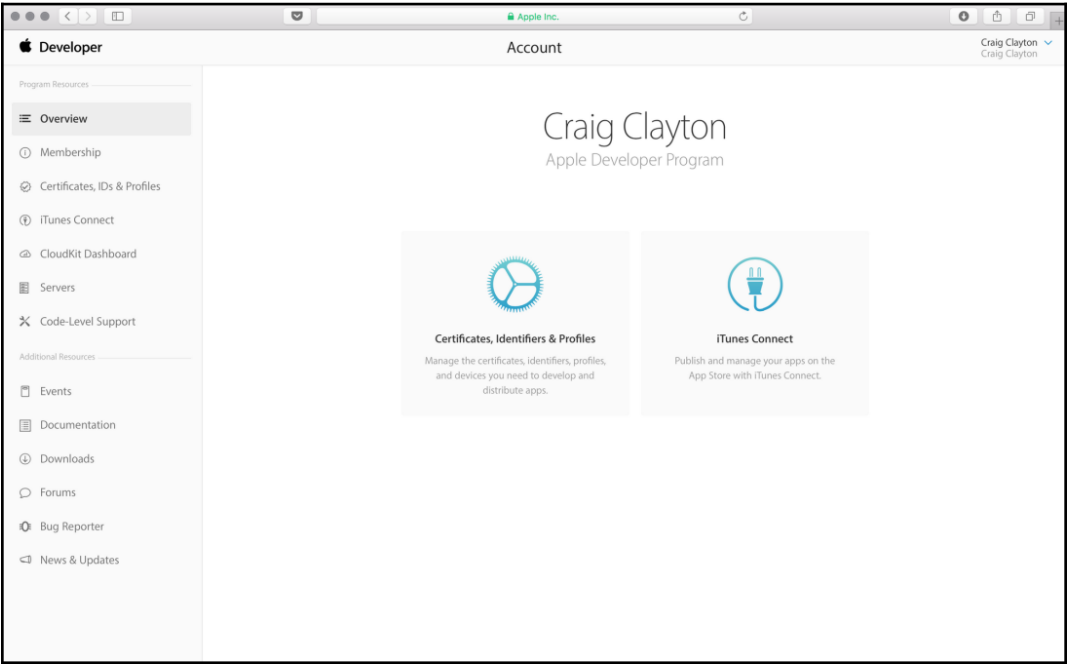 Apple Inc.
Developer
Account
Craig Clayton
Craig Clayton
Program Resources
Overview
Membership
Certificates, IDs & Profiles
iTunes Connect
CloudKit Dashboard
Servers
Code-Level Support
Additional Resources
Events
Documentation
Downloads
Forums
Bug Reporter
News & Updates
Craig Clayton
Apple Developer Program
Certificates, Identifiers & Profiles
Manage the certificates, identifiers, profiles,
and devices you need to develop and
distribute apps.
iTunes Connect
Publish and manage your apps on the
App Store with iTunes Connect.